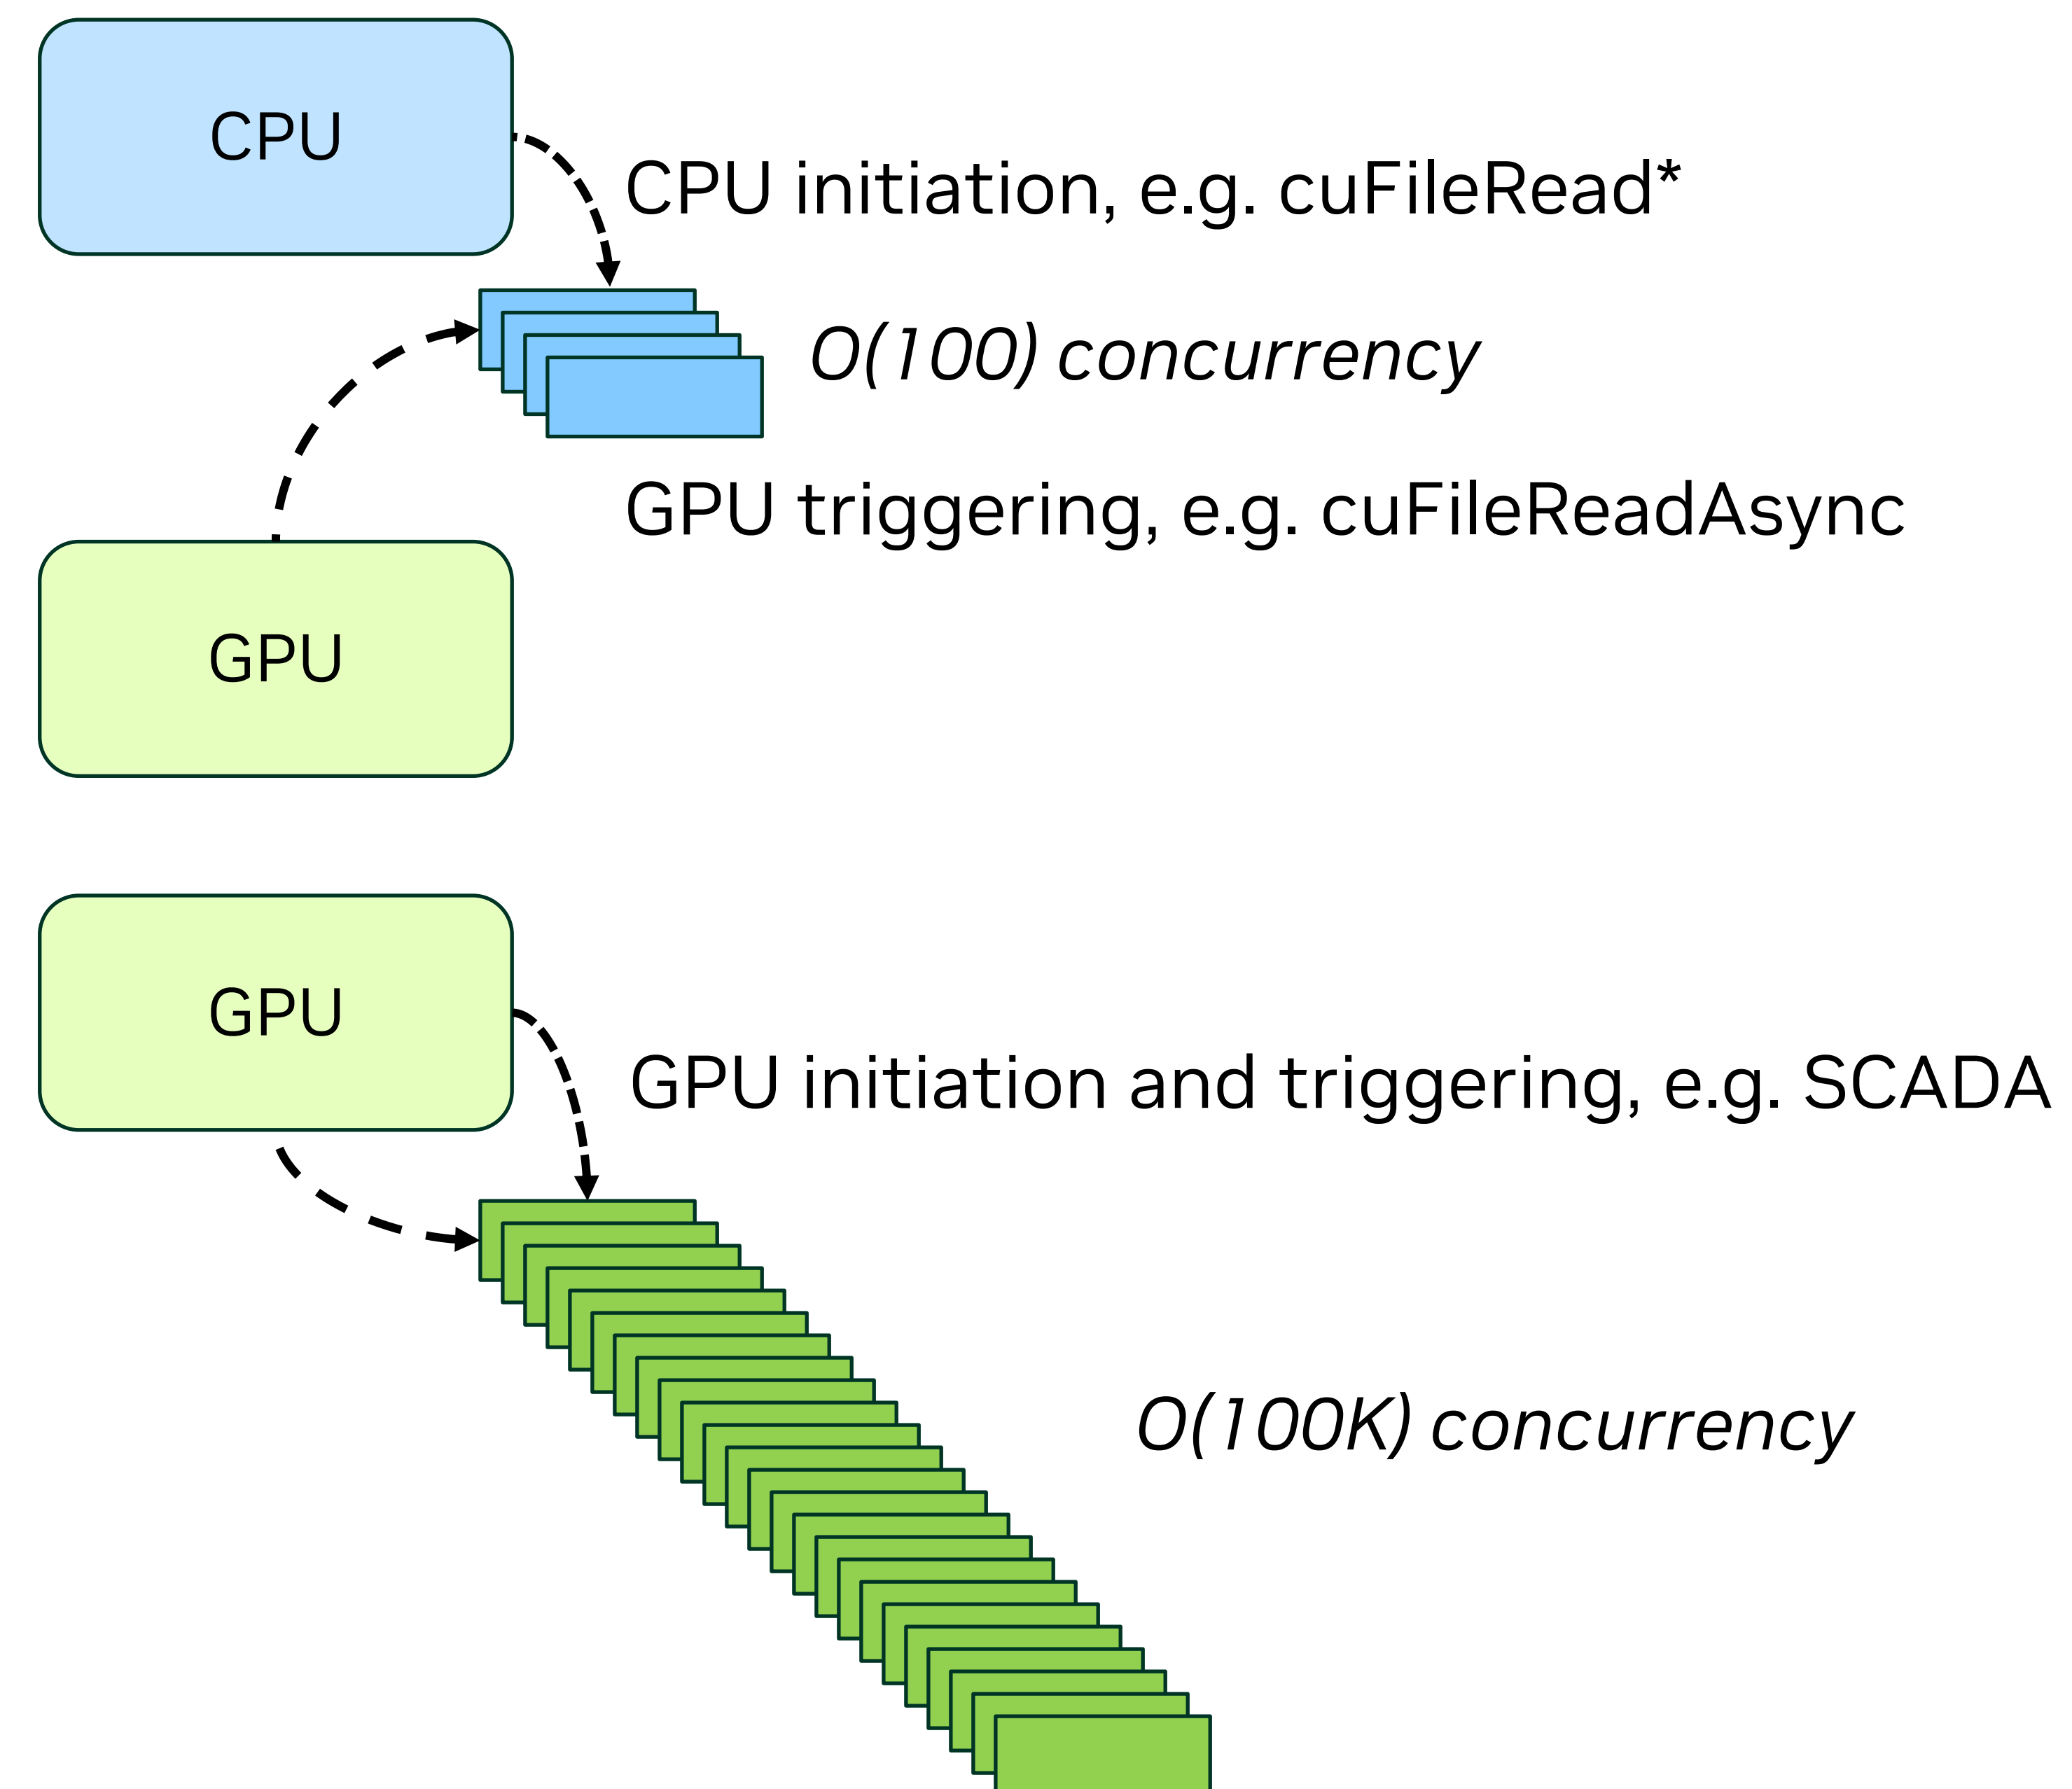 CPU
CPU initiation, e.g. cuFileRead*
O(100) concurrency
GPU triggering, e.g. cuFileReadAsync
GPU
GPU
GPU initiation and triggering, e.g. SCADA
O(100K) concurrency